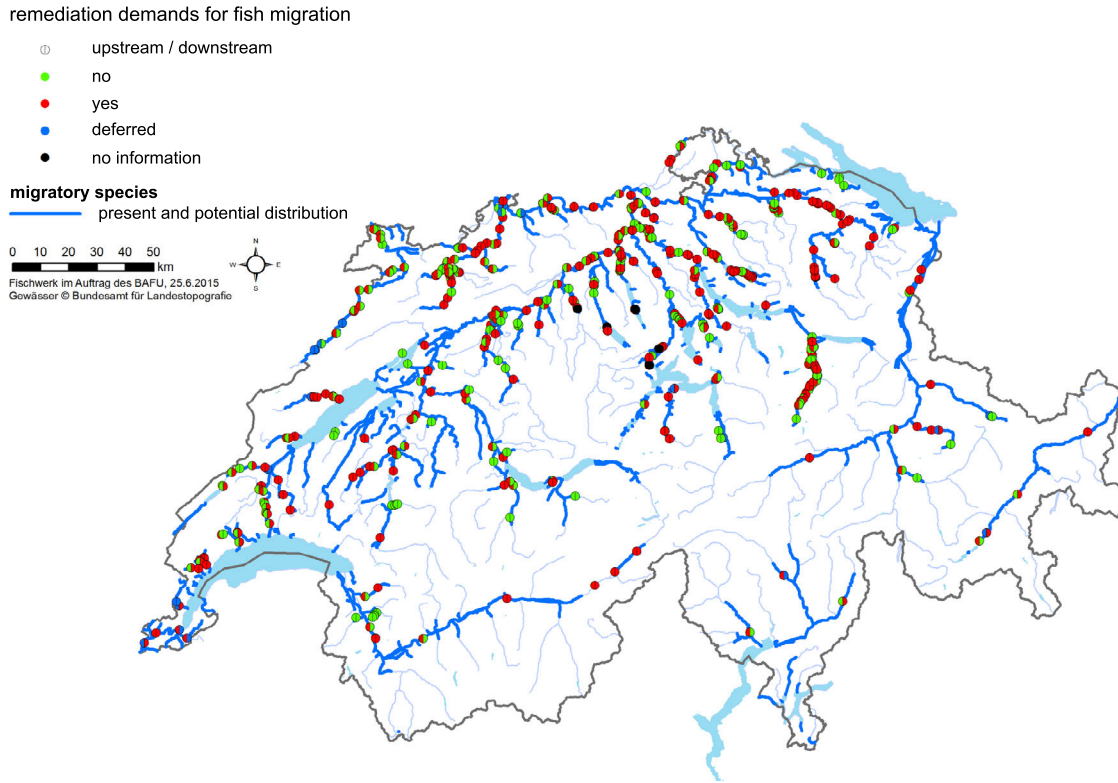 remediation demands for fish migration
upstream / downstream
no
yes
deferred
no information
migratory species
present and potential distribution
0 10 20 30 40 50
km
N
W E
S
Fischwerk im Auftrag des BAFU, 25.6.2015
Gewässer © Bundesamt für Landestopografie